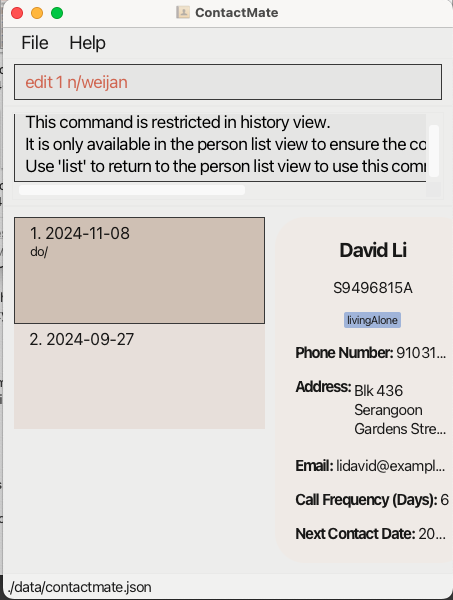 ContactMate
File Help
edit 1 n/weijan
This command is restricted in history view.
It is only available in the person list view to ensure the co
Use 'list' to return to the person list view to use this comm
1. 2024-11-08
do/
2. 2024-09-27
David Li
S9496815A
livingAlone
Phone Number: 91031...
Address: Blk 436
Serangoon
Gardens Stre...
Email: lidavid@exampl...
Call Frequency (Days): 6
Next Contact Date: 20...
./data/contactmate.json